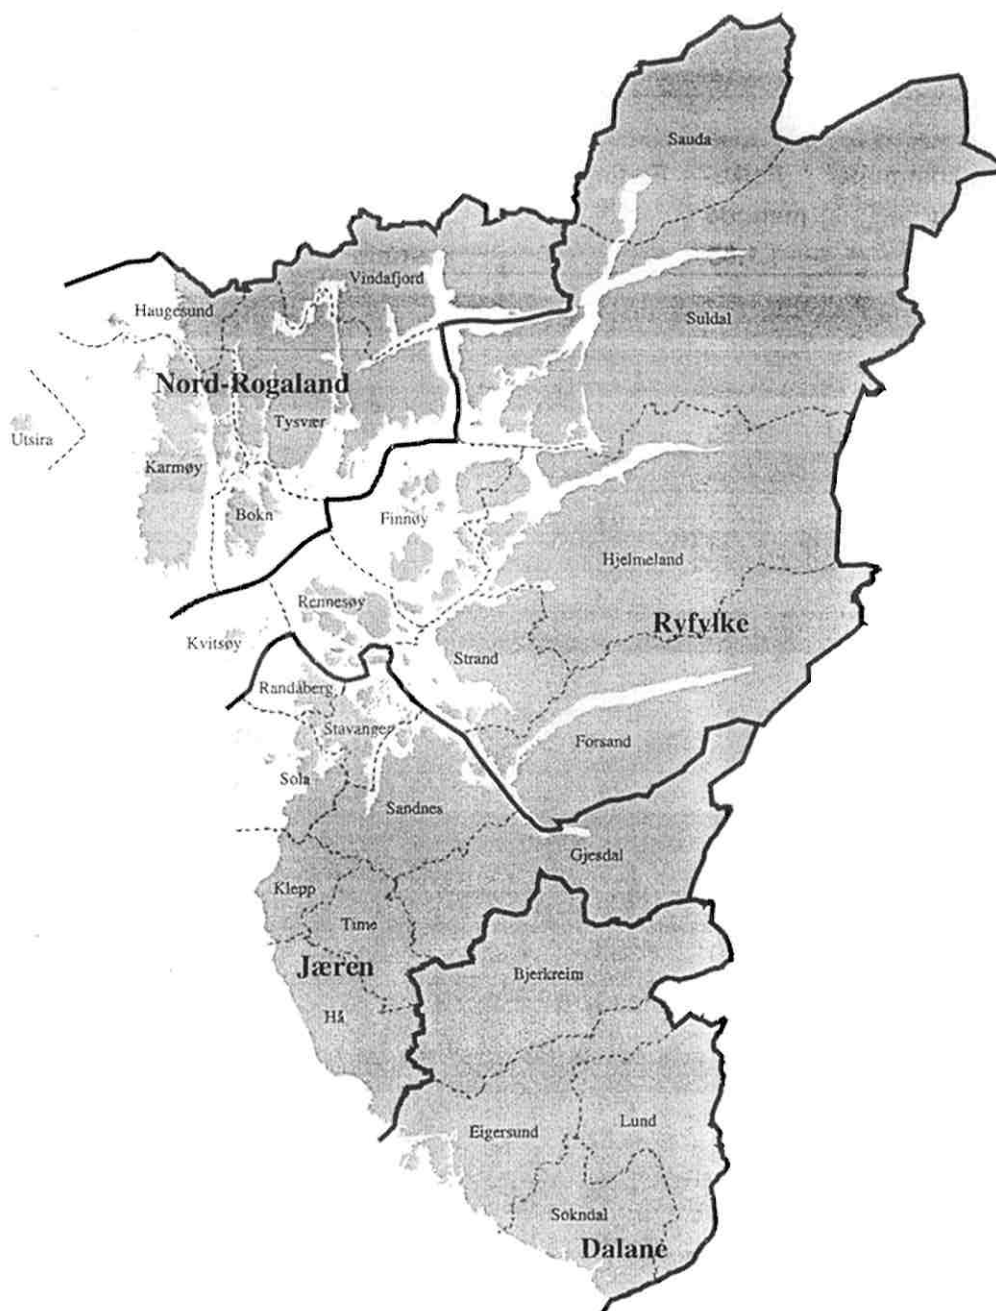 Sauda
Vindafjord
Haugesund
Suldal
Nord-Rogaland
Tysvær
Utsira
Karmøy
Bokn
Finnøy
Hjelmeland
Rennesøy
Ryfylke
Kvitsøy
Strand
Randaberg
Stavanger
Forsand
Sola
Sandnes
Gjesdal
Klepp
Time
Jæren
Bjerkreim
Hå
Lund
Eigersund
Sokndal
Dalane